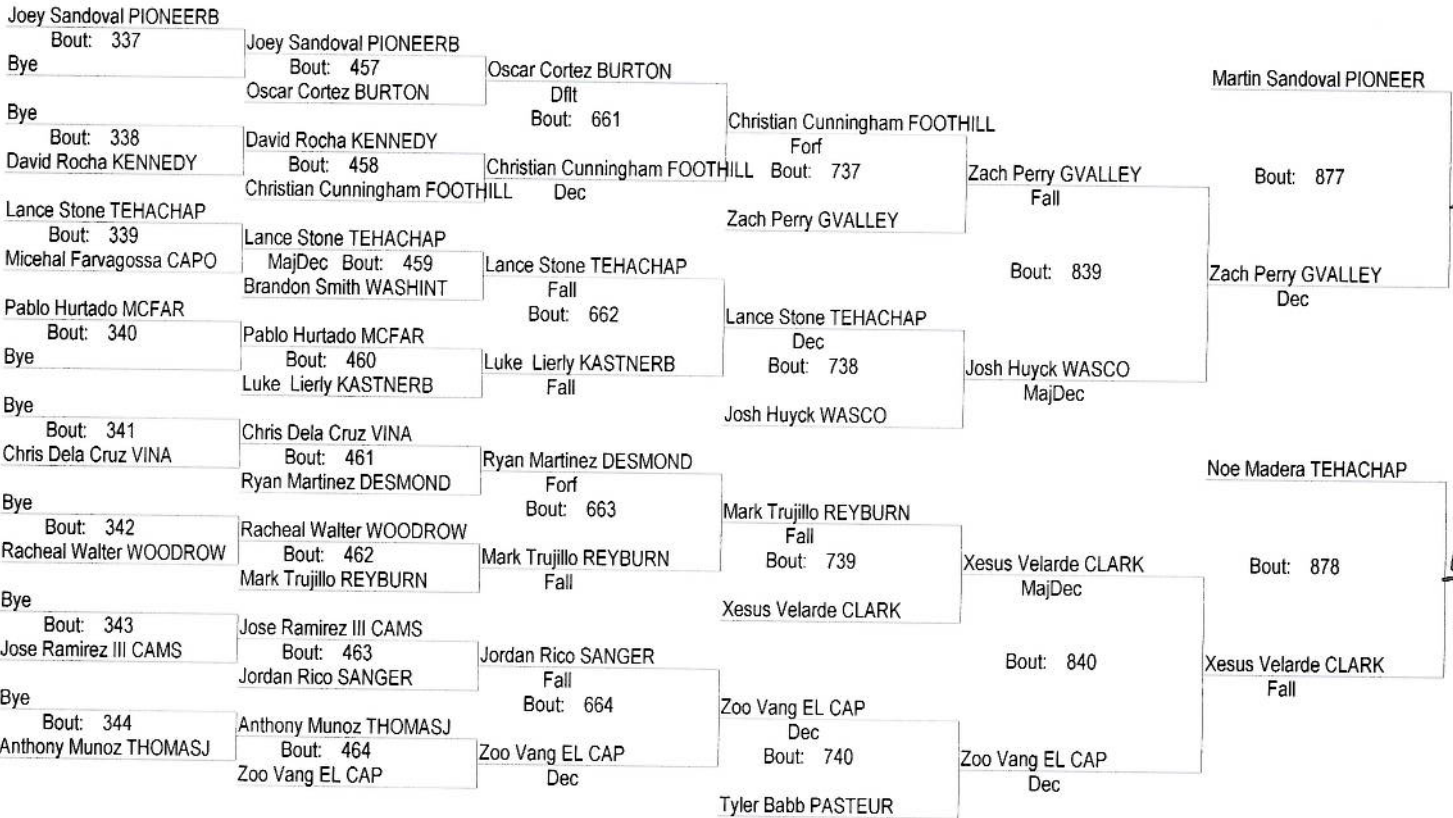 Joey Sandoval PIONEERB
Bout: 337
Bye
Bye
Bout: 338
David Rocha KENNEDY
Lance Stone TEHACHAP
Bout: 339
Micehal Farvagossa CAPO
Pablo Hurtado MCFAR
Bout: 340
Bye
Bye
Bout: 341
Chris Dela Cruz VINA
Bye
Bout: 342
Racheal Walter WOODROW
Bye
Bout: 343
Jose Ramirez III CAMS
Bye
Bout: 344
Anthony Munoz THOMASJ
Joey Sandoval PIONEERB
Bout: 457
Oscar Cortez BURTON
David Rocha KENNEDY
Bout: 458
Christian Cunningham FOOTHILL
Lance Stone TEHACHAP
MajDec Bout: 459
Brandon Smith WASHINT
Pablo Hurtado MCFAR
Bout: 460
Luke Lierly KASTNERB
Chris Dela Cruz VINA
Bout: 461
Ryan Martinez DESMOND
Racheal Walter WOODROW
Bout: 462
Mark Trujillo REYBURN
Jose Ramirez III CAMS
Bout: 463
Jordan Rico SANGER
Anthony Munoz THOMASJ
Bout: 464
Zoo Vang EL CAP
Oscar Cortez BURTON
Dflt
Bout: 661
Christian Cunningham FOOTHILL
Dec
Lance Stone TEHACHAP
Fall
Bout: 662
Luke Lierly KASTNERB
Fall
Ryan Martinez DESMOND
Forf
Bout: 663
Mark Trujillo REYBURN
Fall
Jordan Rico SANGER
Fall
Bout: 664
Zoo Vang EL CAP
Dec
Christian Cunningham FOOTHILL
Forf
Bout: 737
Zach Perry GVALLEY
Lance Stone TEHACHAP
Dec
Bout: 738
Josh Huyck WASCO
Mark Trujillo REYBURN
Fall
Bout: 739
Xesus Velarde CLARK
Zoo Vang EL CAP
Dec
Bout: 740
Tyler Babb PASTEUR
Zach Perry GVALLEY
Fall
Bout: 839
Josh Huyck WASCO
MajDec
Xesus Velarde CLARK
MajDec
Bout: 840
Zoo Vang EL CAP
Dec
Martin Sandoval PIONEER
Bout: 877
Zach Perry GVALLEY
Dec
Noe Madera TEHACHAP
Bout: 878
Xesus Velarde CLARK
Fall